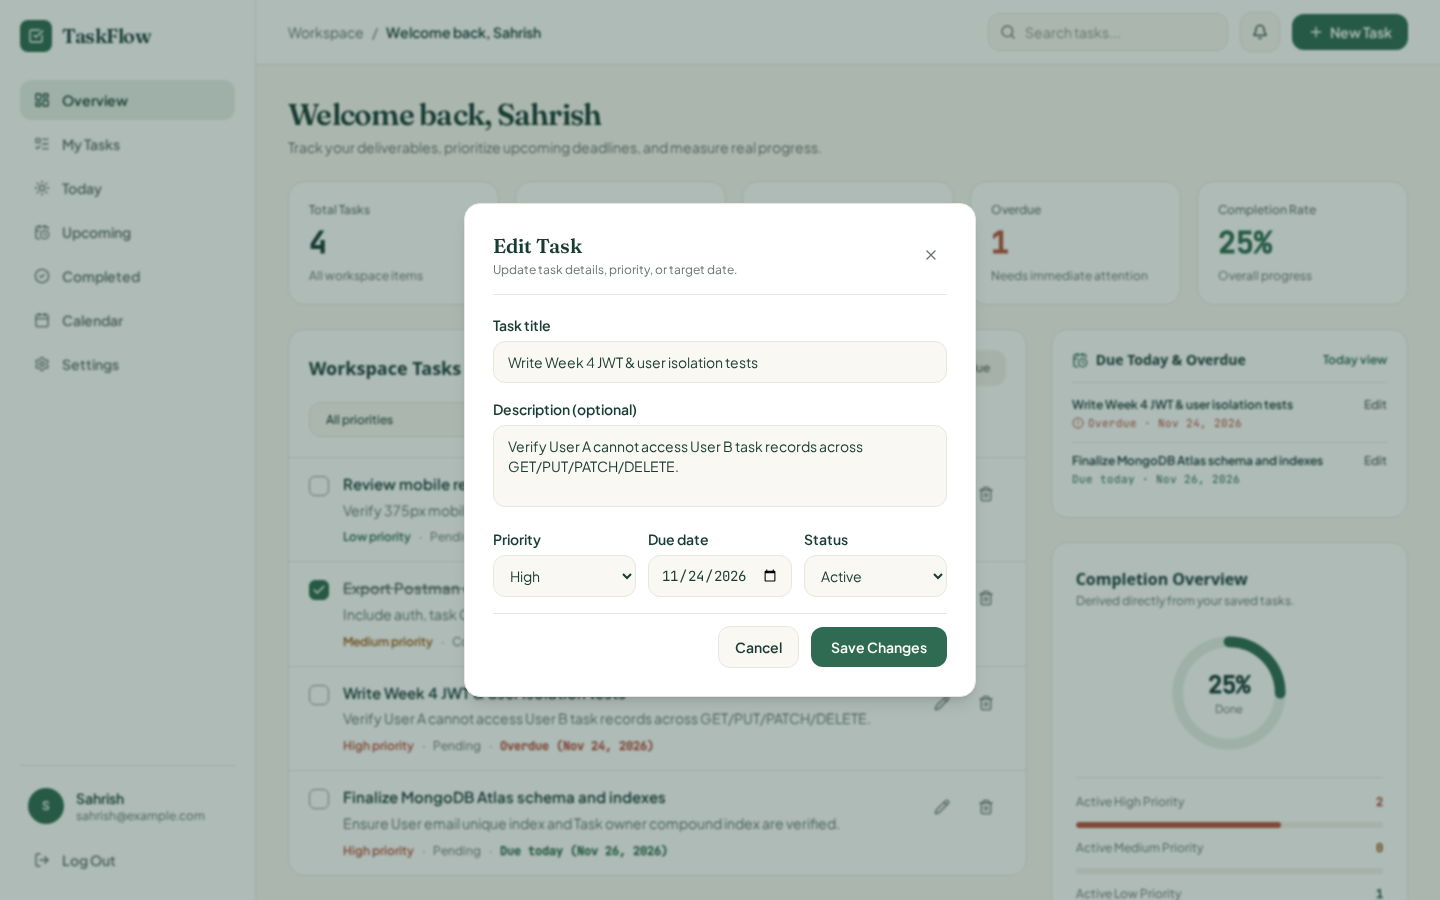 TaskFlow
Overview
My Tasks
Today
Upcoming
Completed
Calendar
Settings
Sahrish
S
sahrish@example.com
Log Out
Workspace / Welcome back, Sahrish
Search tasks...
New Task
Welcome back, Sahrish
Track your deliverables, prioritize upcoming deadlines, and measure real progress.
Total Tasks
4
All workspace items
Overdue
1
Needs immediate attention
Completion Rate
25%
Overall progress
Workspace Tasks
All priorities
Review mobile
Verify 375px
Low priority ·
Export Postman
Include auth, task
Medium priority ·
Write Week 4 JWT & user isolation tests
Verify User A cannot access User B task records across GET/PUT/PATCH/DELETE.
High priority · Pending · Overdue (Nov 24, 2026)
Finalize MongoDB Atlas schema and indexes
Ensure User email unique index and Task owner compound index are verified.
High priority · Pending · Due today (Nov 26, 2026)
Edit Task
Update task details, priority, or target date.
Task title
Write Week 4 JWT & user isolation tests
Description (optional)
Verify User A cannot access User B task records across
GET/PUT/PATCH/DELETE.
Priority
Due date
Status
High
11/24/2026
Active
Cancel
Save Changes
Due Today & Overdue
Today view
Write Week 4 JWT & user isolation tests
Edit
Overdue · Nov 24, 2026
Finalize MongoDB Atlas schema and indexes
Edit
Due today · Nov 26, 2026
Completion Overview
Derived directly from your saved tasks.
25%
Done
Active High Priority
2
Active Medium Priority
0
Active Low Priority
1